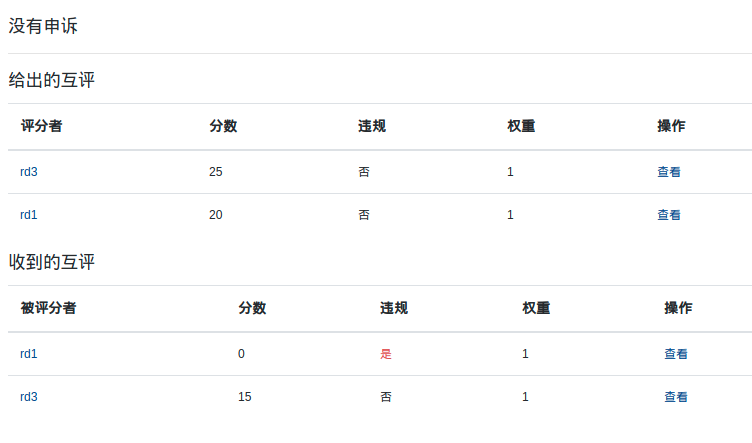 没有申诉
给出的互评
评分者 分数 违规 权重 操作
rd3 25 否 1 查看
rd1 20 否 1 查看
收到的互评
被评分者 分数 违规 权重 操作
rd1 0 是 1 查看
rd3 15 否 1 查看